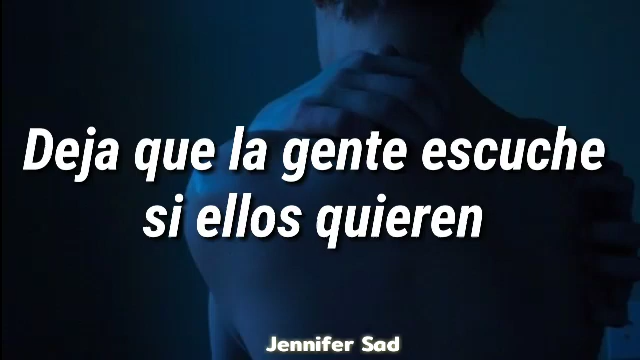 Deja que la gente escuche
si ellos quieren
Jennifer Sad